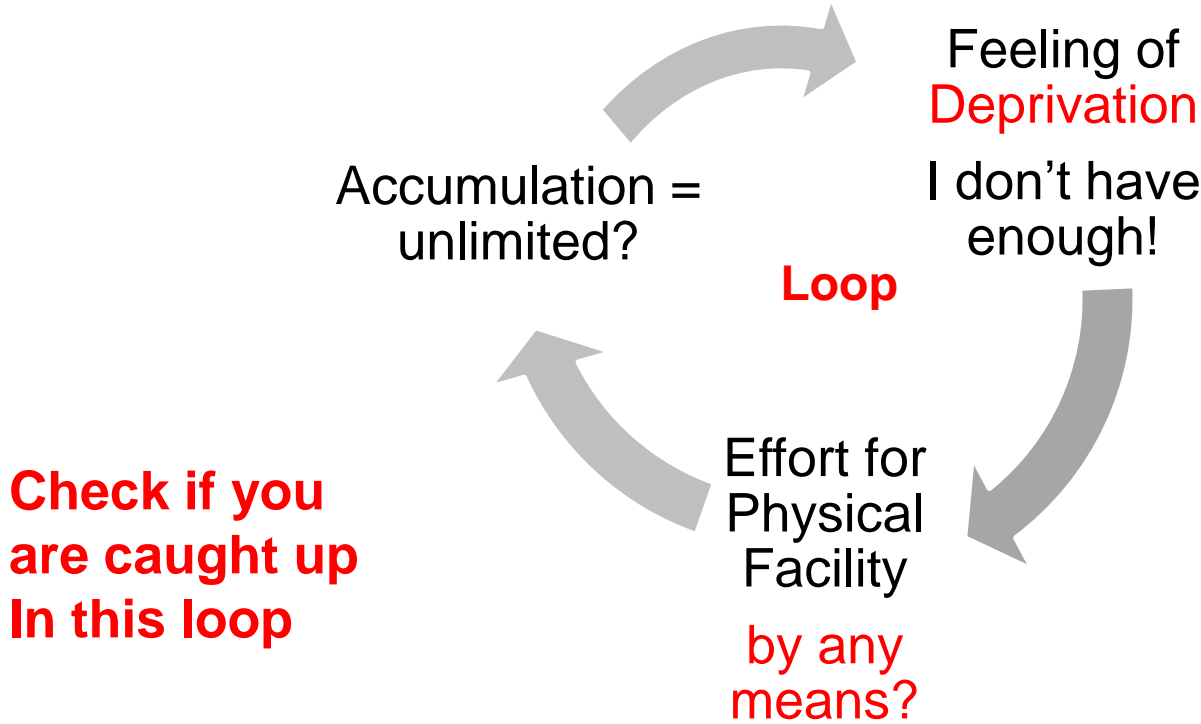 Feeling of
Deprivation
I don’t have
enough!
Accumulation =
unlimited?
Loop
Effort for
Physical
Facility
by any
means?
Check if you
are caught up
In this loop